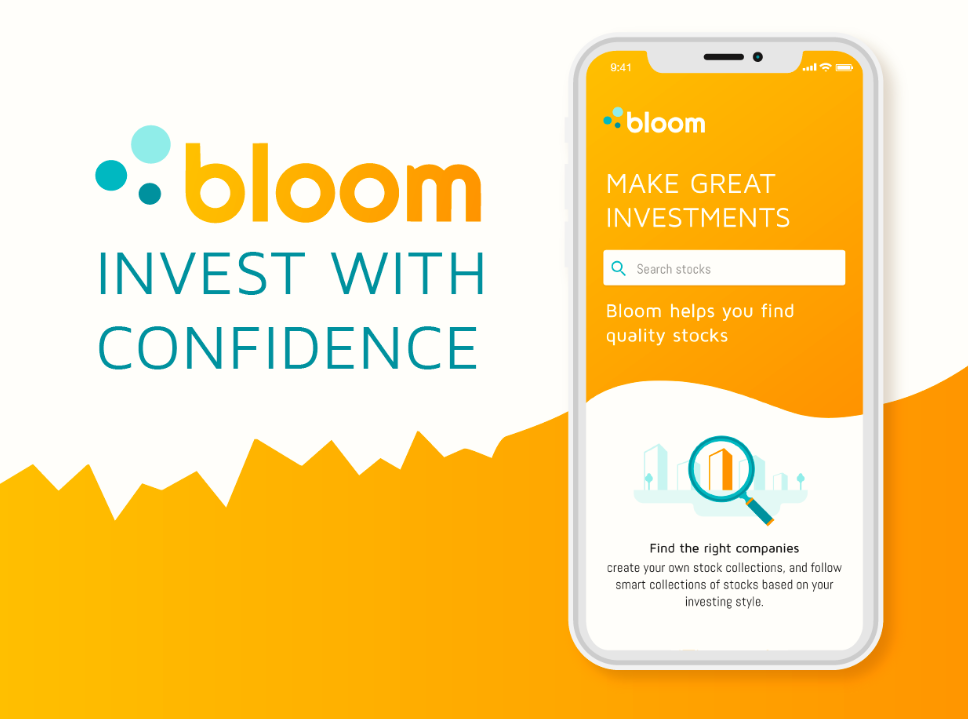 bloom
INVEST WITH
CONFIDENCE
9:41
bloom
MAKE GREAT
INVESTMENTS
Search stocks
Bloom helps you find
quality stocks
Find the right companies
create your own stock collections, and follow
smart collections of stocks based on your
investing style.